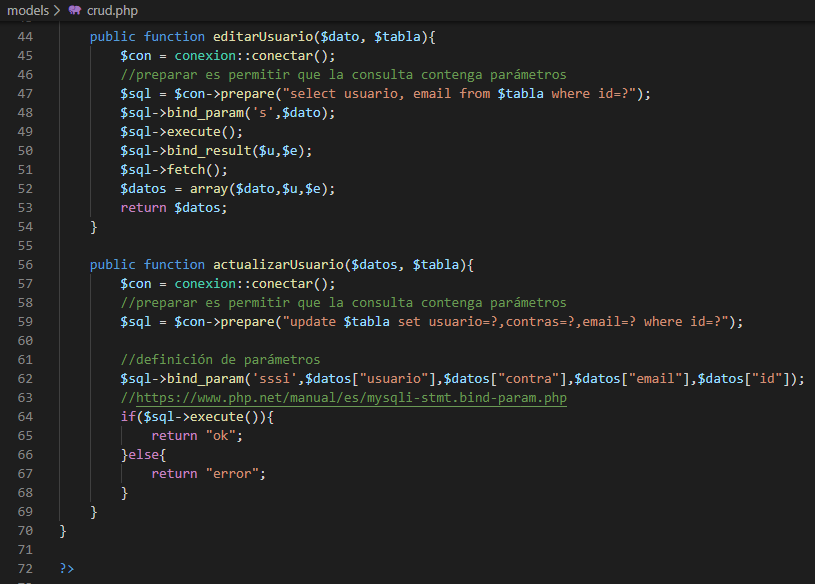 models > crud.php
44 public function editarUsuario($dato, $tabla){
45 $con = conexion::conectar();
46 //preparar es permitir que la consulta contenga parámetros
47 $sql = $con->prepare("select usuario, email from $tabla where id=?");
48 $sql->bind_param('s',$dato);
49 $sql->execute();
50 $sql->bind_result($u,$e);
51 $sql->fetch();
52 $datos = array($dato,$u,$e);
53 return $datos;
54 }
55
56 public function actualizarUsuario($datos, $tabla){
57 $con = conexion::conectar();
58 //preparar es permitir que la consulta contenga parámetros
59 $sql = $con->prepare("update $tabla set usuario=?,contras=?,email=? where id=?");
60
61 //definición de parámetros
62 $sql->bind_param('sssi',$datos["usuario"],$datos["contra"],$datos["email"],$datos["id"]);
63 //https://www.php.net/manual/es/mysqli-stmt.bind-param.php
64 if($sql->execute()){
65 return "ok";
66 }else{
67 return "error";
68 }
69 }
70 }
71
72 ?>